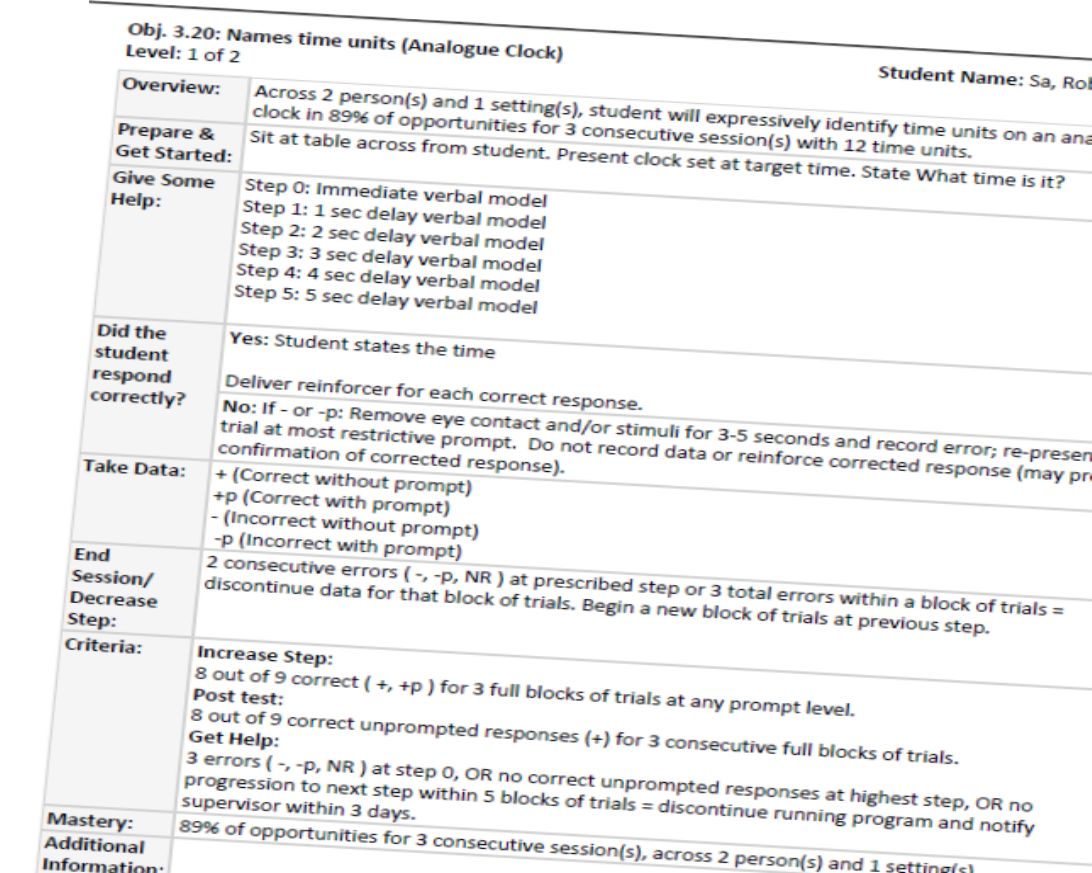 Obj. 3.20: Names time units (Analogue Clock)
Level: 1 of 2
Student Name: Sa,
Overview:
Across 2 person(s) and 1 setting(s), student will expressively identify time units on an
clock in 89% of opportunities for 3 consecutive session(s) with 12 time units.
Prepare &
Get Started:
Sit at table across from student. Present clock set at target time. State What time is it?
Give Some
Help:
Step 0: Immediate verbal model
Step 1: 1 sec delay verbal model
Step 2: 2 sec delay verbal model
Step 3: 3 sec delay verbal model
Step 4: 4 sec delay verbal model
Step 5: 5 sec delay verbal model
Did the
student
respond
correctly?
Yes: Student states the time
Deliver reinforcer for each correct response.
No: If - or -p: Remove eye contact and/or stimuli for 3-5 seconds and record error;
trial at most restrictive prompt. Do not record data or reinforce corrected response (may
confirmation of corrected response).
Take Data:
+ (Correct without prompt)
+p (Correct with prompt)
- (Incorrect without prompt)
-p (Incorrect with prompt)
End
Session/
Decrease
Step:
2 consecutive errors ( -, -p, NR ) at prescribed step or 3 total errors within a block of trials =
discontinue data for that block of trials. Begin a new block of trials at previous step.
Criteria:
Increase Step:
8 out of 9 correct ( +, +p ) for 3 full blocks of trials at any prompt level.
Post test:
8 out of 9 correct unprompted responses (+) for 3 consecutive full blocks of trials.
Get Help:
3 errors ( -, -p, NR ) at step 0, OR no correct unprompted responses at highest step, OR no
progression to next step within 5 blocks of trials = discontinue running program and notify
supervisor within 3 days.
Mastery:
89% of opportunities for 3 consecutive session(s), across 2 person(s) and 1 setting(s)
Additional
Information: